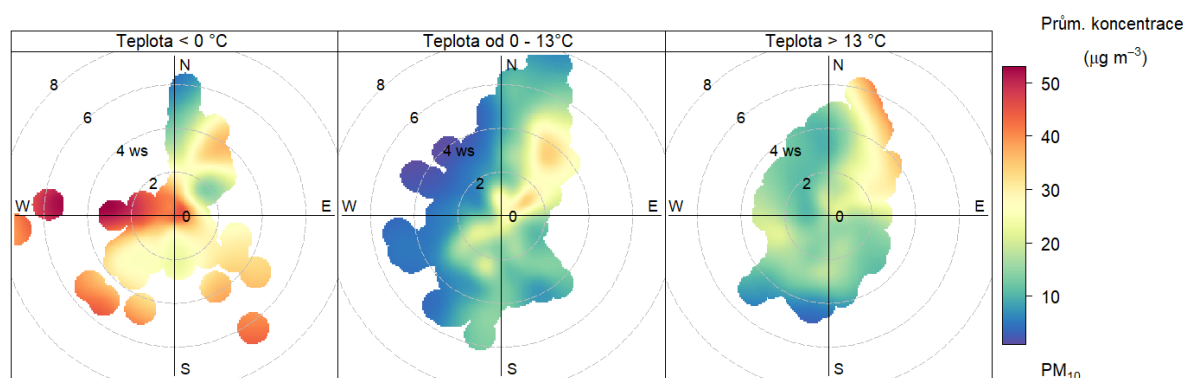 Teplota < 0 °C
N
8
6
4 ws
2
W
0
E
S
Teplota od 0 - 13°C
N
8
6
4 ws
2
W
0
E
S
Teplota > 13 °C
N
8
6
4 ws
2
W
0
E
S
Prům. koncentrace
(μg m⁻³)
50
40
30
20
10
PM₁₀